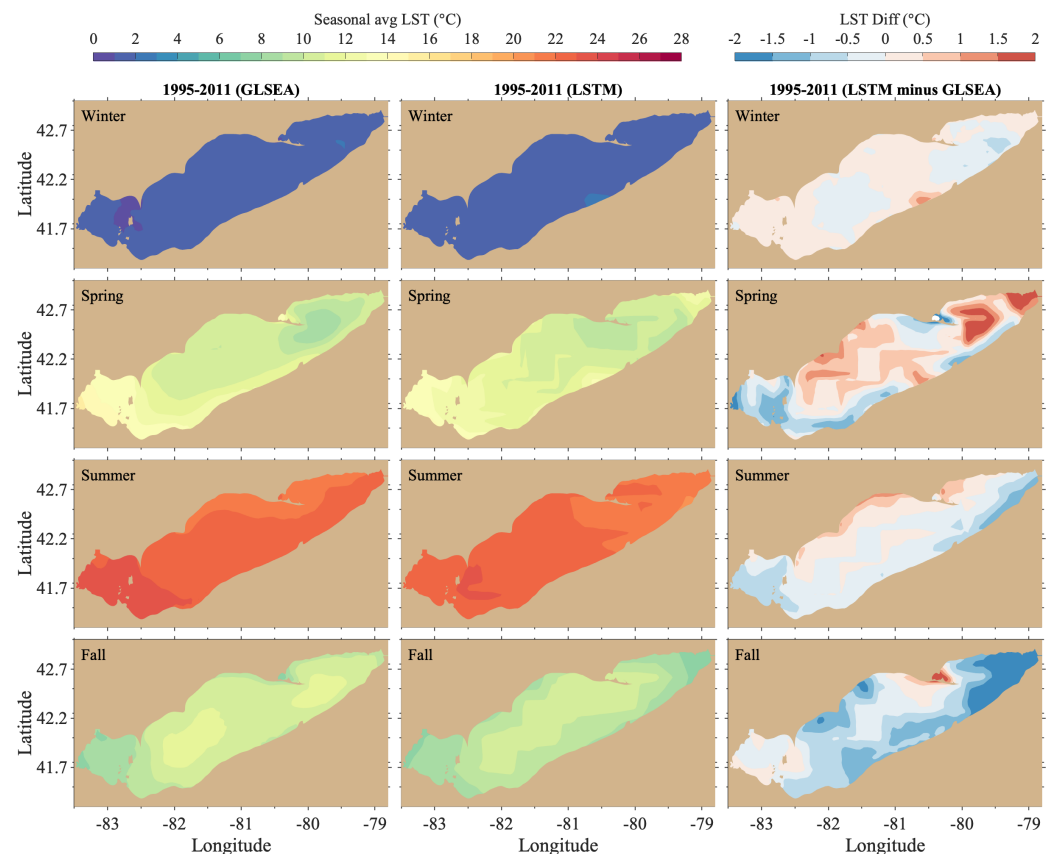 Seasonal avg LST (°C)
LST Diff (°C)
0 2 4 6 8 10 12 14 16 18 20 22 24 26 28
-2 -1.5 -1 -0.5 0 0.5 1 1.5 2
1995-2011 (GLSEA)
1995-2011 (LSTM)
1995-2011 (LSTM minus GLSEA)
Winter
Winter
Winter
42.7
42.2
41.7
Latitude
Spring
Spring
Spring
42.7
42.2
41.7
Latitude
Summer
Summer
Summer
42.7
42.2
41.7
Latitude
Fall
Fall
Fall
42.7
42.2
41.7
Latitude
-83 -82 -81 -80 -79
-83 -82 -81 -80 -79
-83 -82 -81 -80 -79
Longitude
Longitude
Longitude